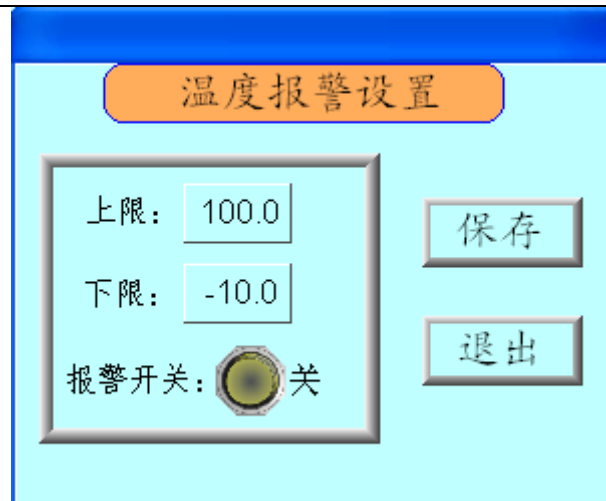 温度报警设置
上限： 100.0
下限： -10.0
报警开关： 关
保存
退出